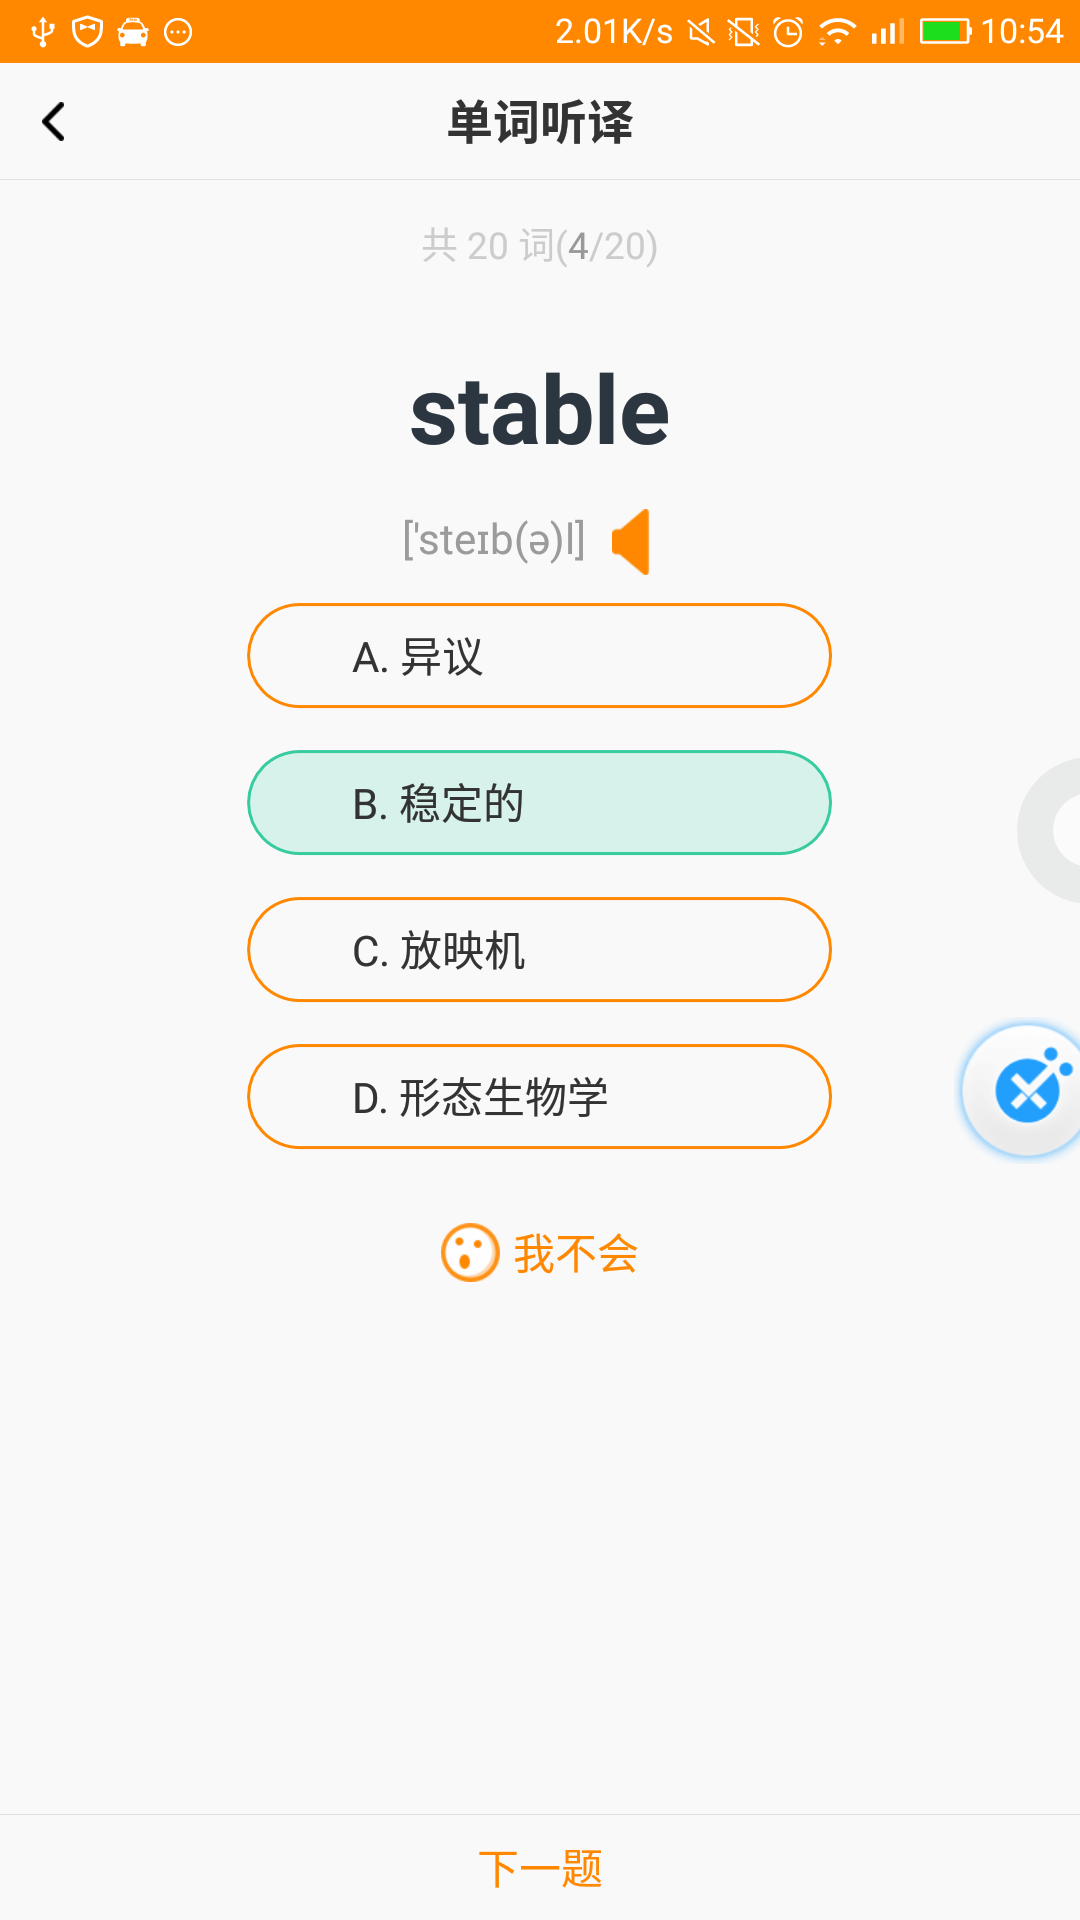 2.01K/s 10:54
单词听译
共 20 词(4/20)
stable
['steɪb(ə)l]
A. 异议
B. 稳定的
C. 放映机
D. 形态生物学
我不会
下一题